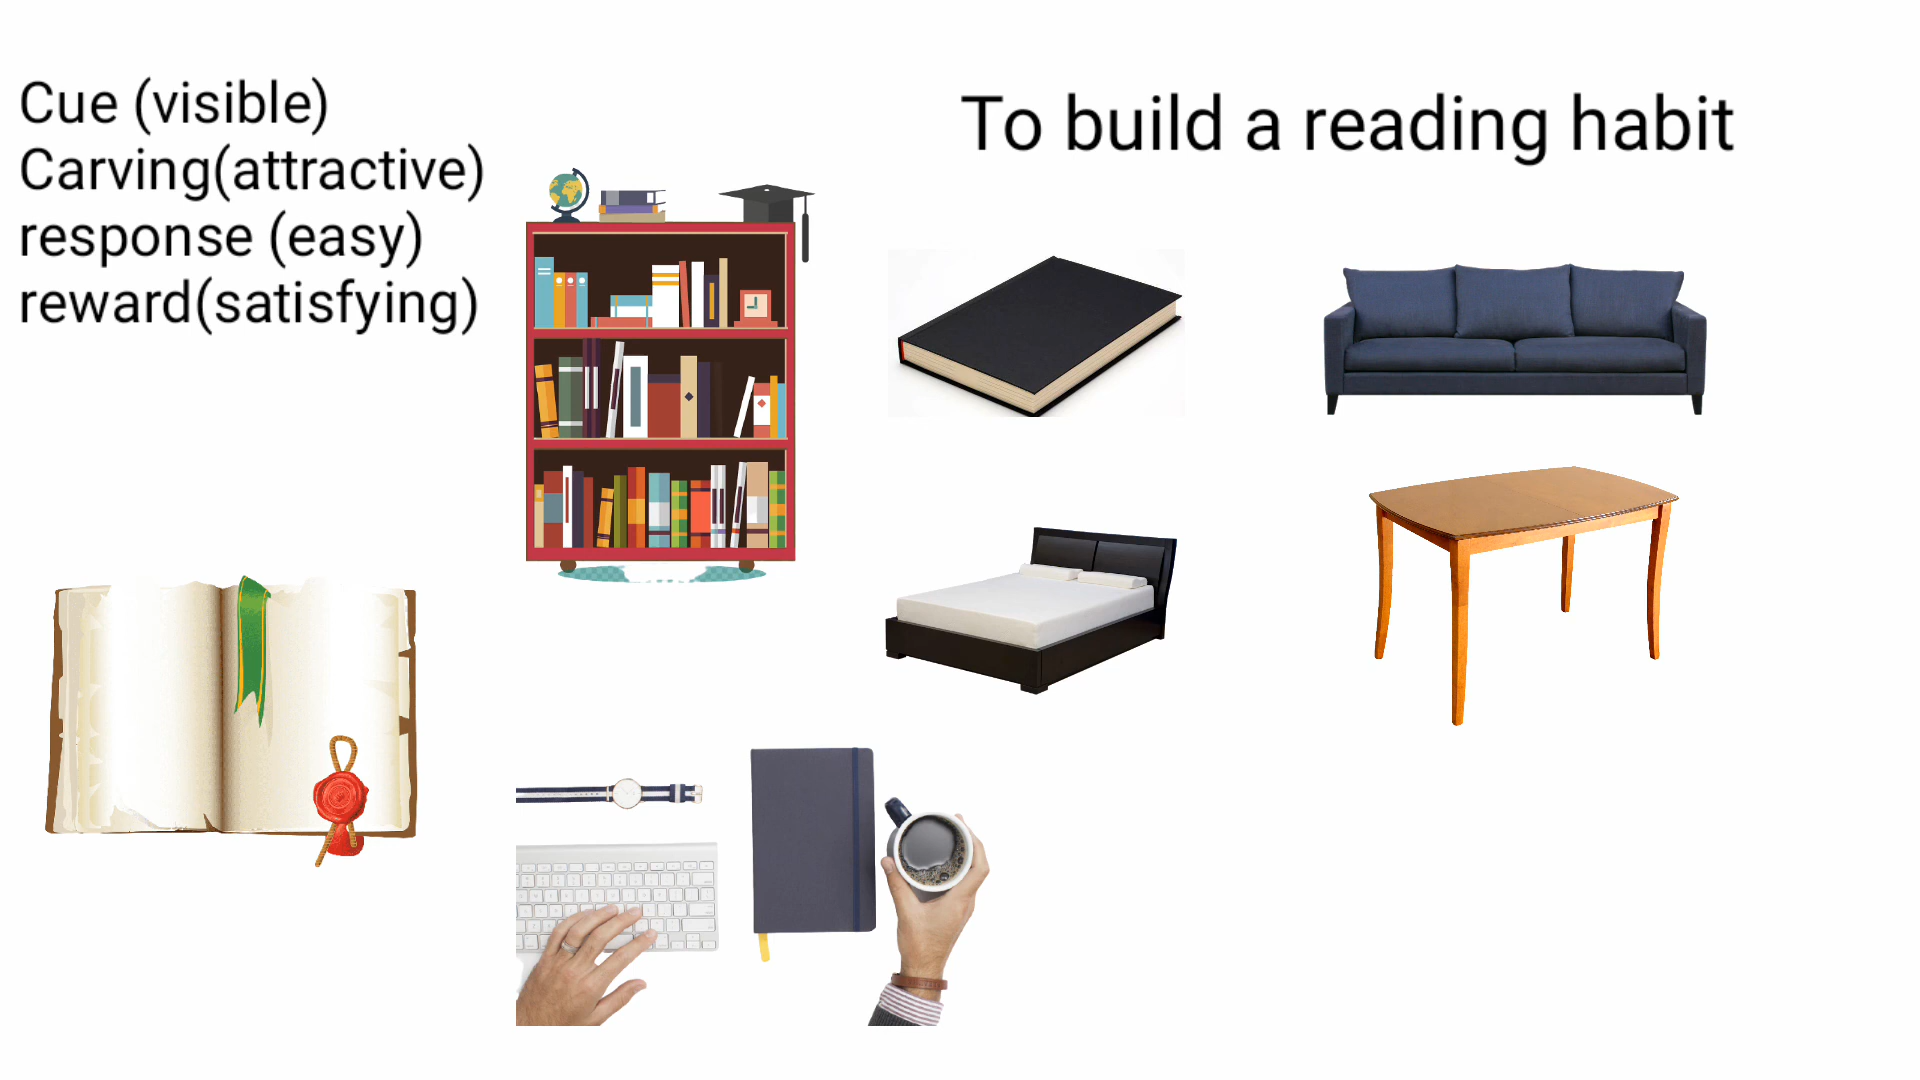 Cue (visible)
Carving(attractive)
response (easy)
reward(satisfying)
To build a reading habit